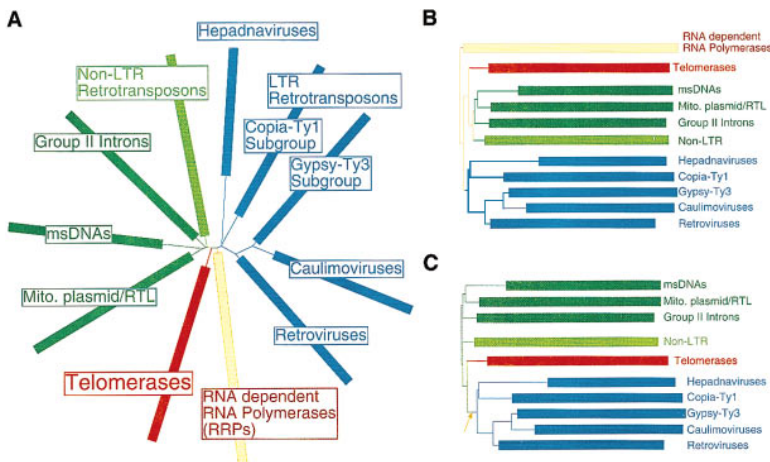 A
Hepadnaviruses
Non-LTR
Retrotransposons
LTR
Retrotransposons
Copia-Ty1
Subgroup
Group II Introns
Gypsy-Ty3
Subgroup
msDNAs
Mito. plasmid/RTL
Caulimoviruses
Retroviruses
Telomerases
RNA dependent
RNA Polymerases
(RRPs)
B
RNA dependent
RNA Polymerases
Telomerases
msDNAs
Mito. plasmid/RTL
Group II Introns
Non-LTR
Hepadnaviruses
Copia-Ty1
Gypsy-Ty3
Caulimoviruses
Retroviruses
C
msDNAs
Mito. plasmid/RTL
Group II Introns
Non-LTR
Telomerases
Hepadnaviruses
Copia-Ty1
Gypsy-Ty3
Caulimoviruses
Retroviruses